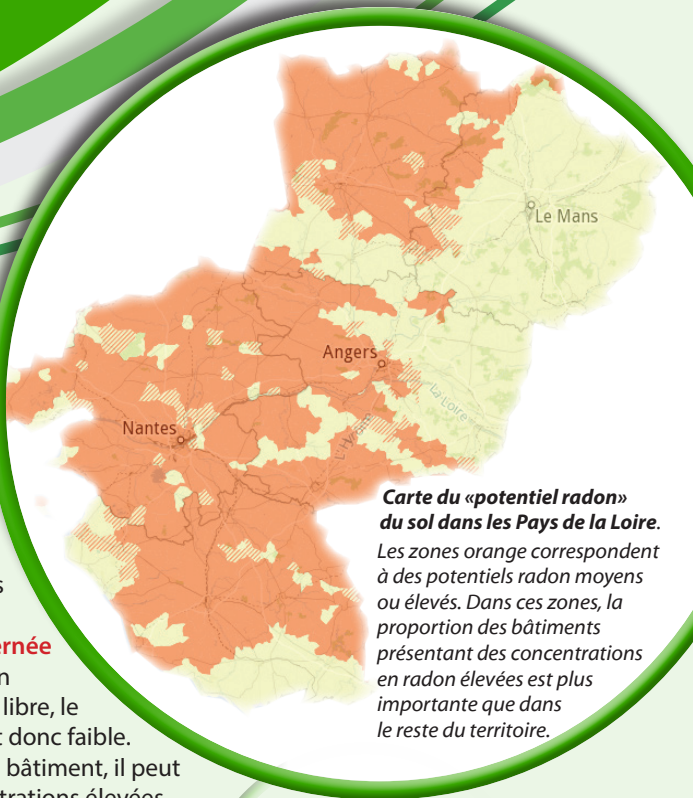 Le Mans
Angers
La Loire
Nantes
Carte du «potentiel radon»
du sol dans les Pays de la Loire.
Les zones orange correspondent
à des potentiels radon moyens
ou élevés. Dans ces zones, la
proportion des bâtiments
présentant des concentrations
en radon élevées est plus
importante que dans
le reste du territoire.
libre, le
donc faible.
bâtiment, il peut
élevées